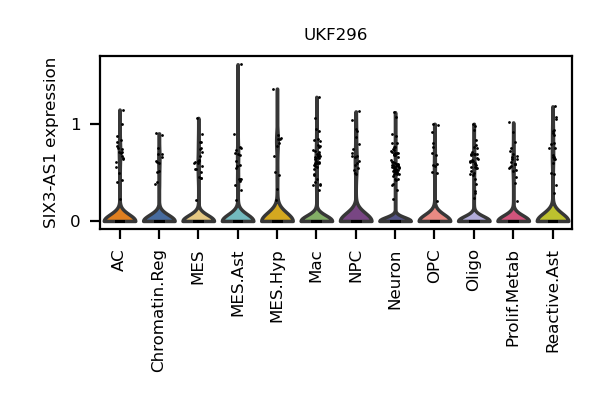 UKF296
SIX3-AS1 expression
1
0
AC
Chromatin.Reg
MES
MES.Ast
MES.Hyp
Mac
NPC
Neuron
OPC
Oligo
Prolif.Metab
Reactive.Ast